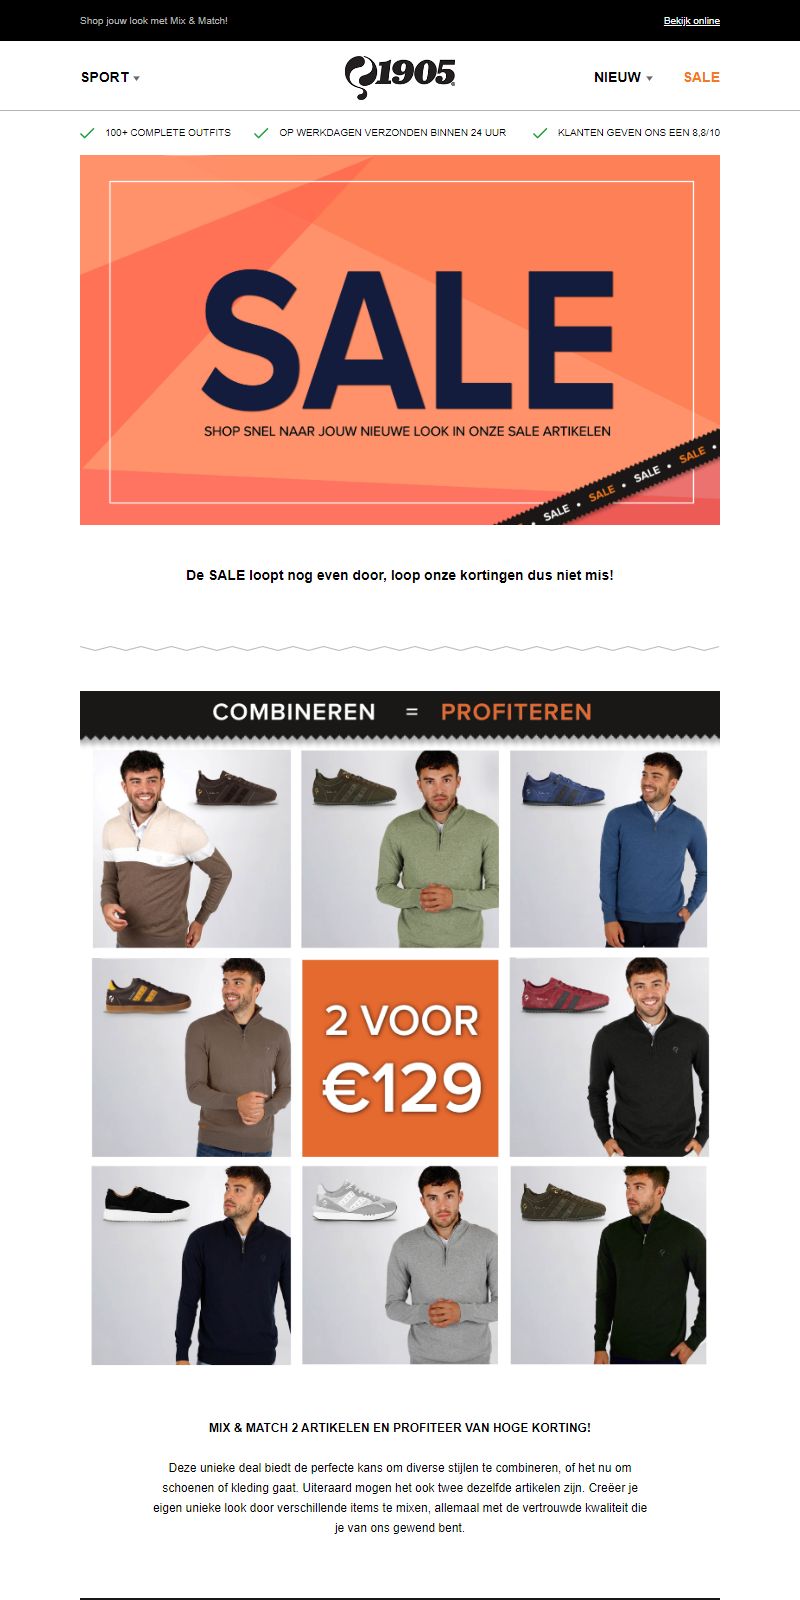 Shop jouw look met Mix & Match!
Bekijk online
SPORT
1905
NIEUW
SALE
100+ COMPLETE OUTFITS
OP WERKDAGEN VERZONDEN BINNEN 24 UUR
KLANTEN GEVEN ONS EEN 8,8/10
SALE
SHOP SNEL NAAR JOUW NIEUWE LOOK IN ONZE SALE ARTIKELEN
SALE • SALE • SALE • SALE
De SALE loopt nog even door, loop onze kortingen dus niet mis!
COMBINEREN = PROFITEREN
2 VOOR
€129
MIX & MATCH 2 ARTIKELEN EN PROFITEER VAN HOGE KORTING!
Deze unieke deal biedt de perfecte kans om diverse stijlen te combineren, of het nu om
schoenen of kleding gaat. Uiteraard mogen het ook twee dezelfde artikelen zijn. Creëer je
eigen unieke look door verschillende items te mixen, allemaal met de vertrouwde kwaliteit die
je van ons gewend bent.